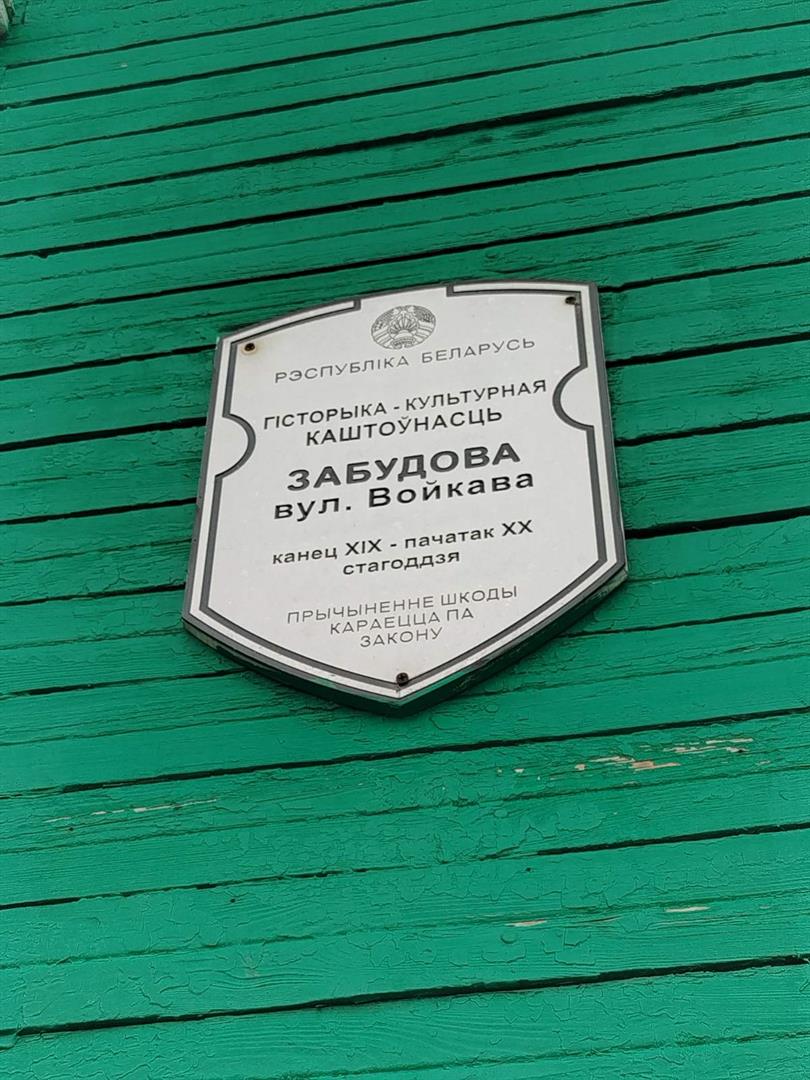 РЭСПУБЛІКА БЕЛАРУСЬ
ГІСТОРЫКА - КУЛЬТУРНАЯ
КАШТОЎНАСЦЬ
ЗАБУДОВА
вул. Войкава
канец XIX - пачатак XX
стагоддзя
ПРЫЧЫНЕННЕ ШКОДЫ
КАРАЕЦЦА ПА
ЗАКОНУ